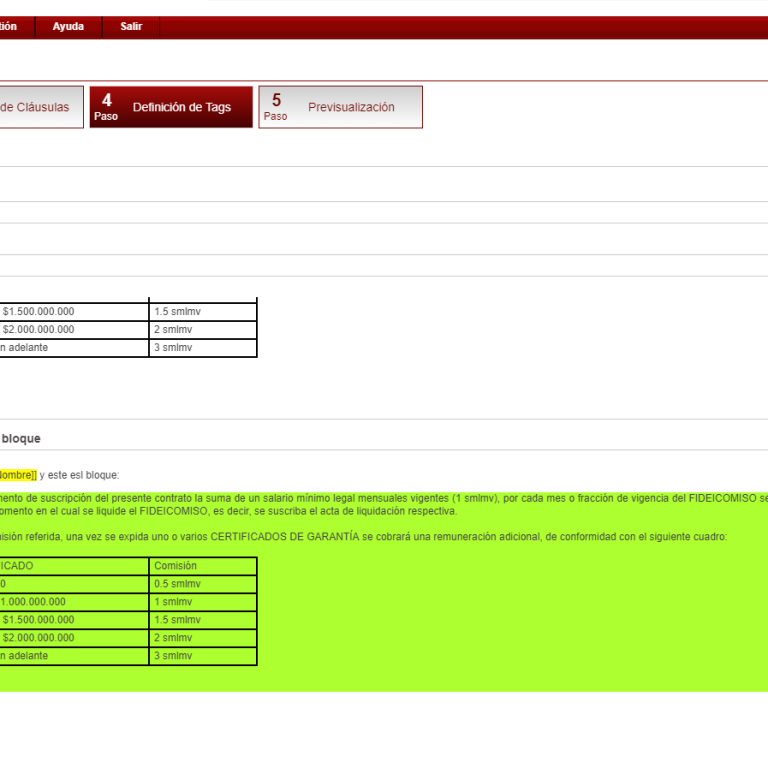 tión Ayuda Salir
de Cláusulas
4 Paso Definición de Tags
5 Paso Previsualización
$1.500.000.000 1.5 smlmv
$2.000.000.000 2 smlmv
n adelante 3 smlmv
bloque
Nombre]] y este esl bloque:
mento de suscripción del presente contrato la suma de un salario mínimo legal mensuales vigentes (1 smlmv), por cada mes o fracción de vigencia del FIDEICOMISO se
omento en el cual se liquide el FIDEICOMISO, es decir, se suscriba el acta de liquidación respectiva.
isión referida, una vez se expida uno o varios CERTIFICADOS DE GARANTÍA se cobrará una remuneración adicional, de conformidad con el siguiente cuadro:
ICADO Comisión
0 0.5 smlmv
1.000.000.000 1 smlmv
$1.500.000.000 1.5 smlmv
$2.000.000.000 2 smlmv
n adelante 3 smlmv